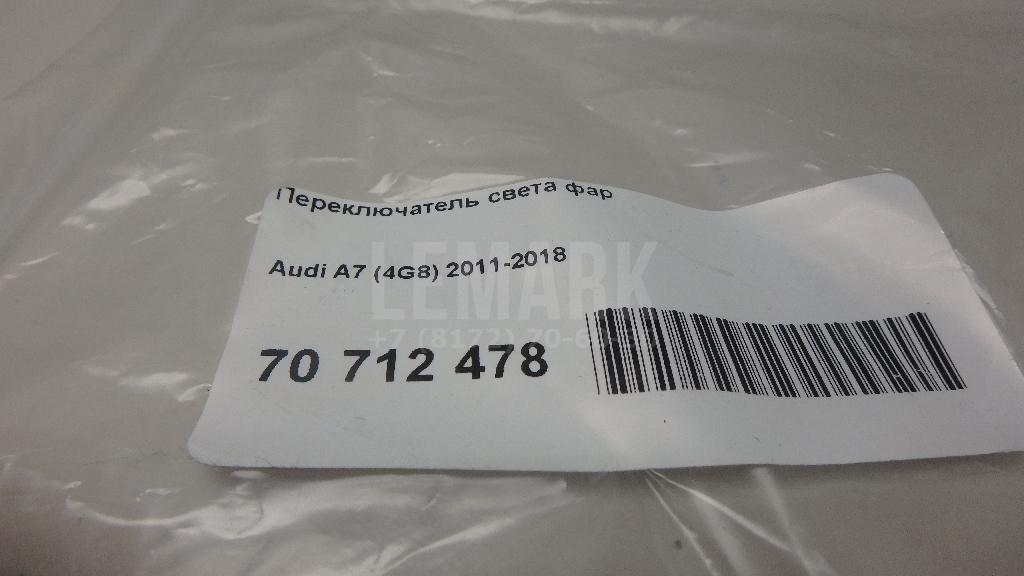 Переключатель света фар
Audi A7 (4G8) 2011-2018
LEMARK
70 712 478